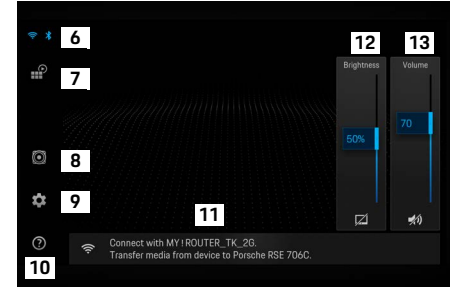 6
12
13
7
Brightness
Volume
70
50%
8
9
11
10
Connect with MY!ROUTER_TK_2G.
Transfer media from device to Porsche RSE 706C.